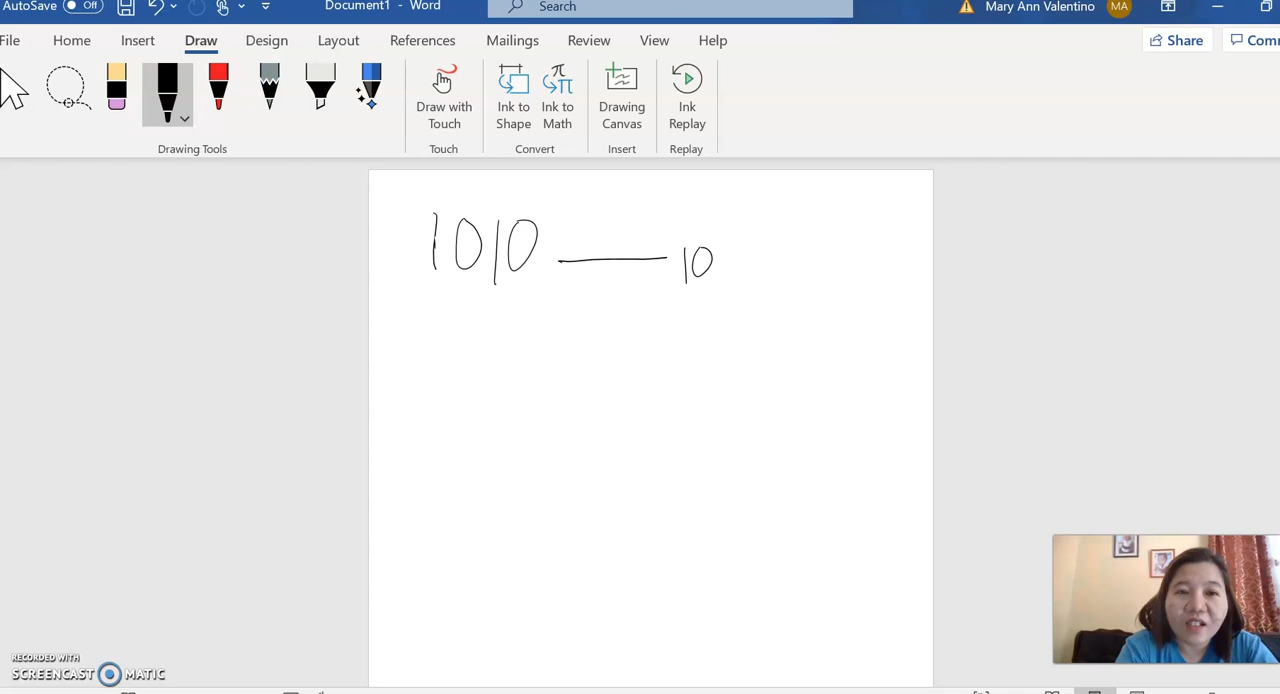 AutoSave Off Document1 - Word Search Mary Ann Valentino MA
File Home Insert Draw Design Layout References Mailings Review View Help Share Comm
Draw with Touch
Ink to Shape
Ink to Math
Drawing Canvas
Ink Replay
Drawing Tools Touch Convert Insert Replay
1010 ____ 10
RECORDED WITH
SCREENCAST MATIC